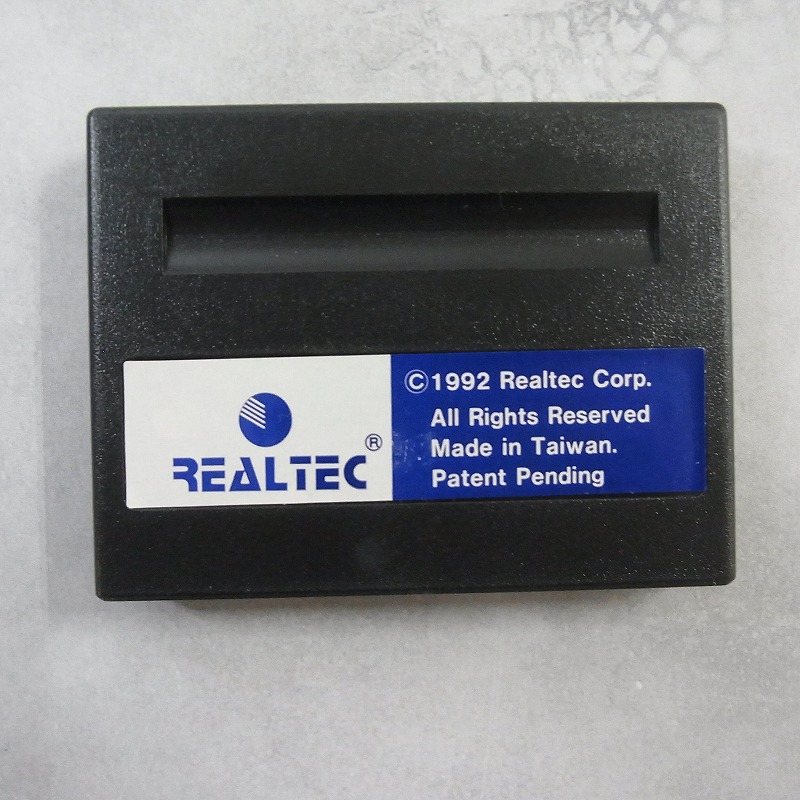 REALTEC®
©1992 Realtec Corp.
All Rights Reserved
Made in Taiwan.
Patent Pending